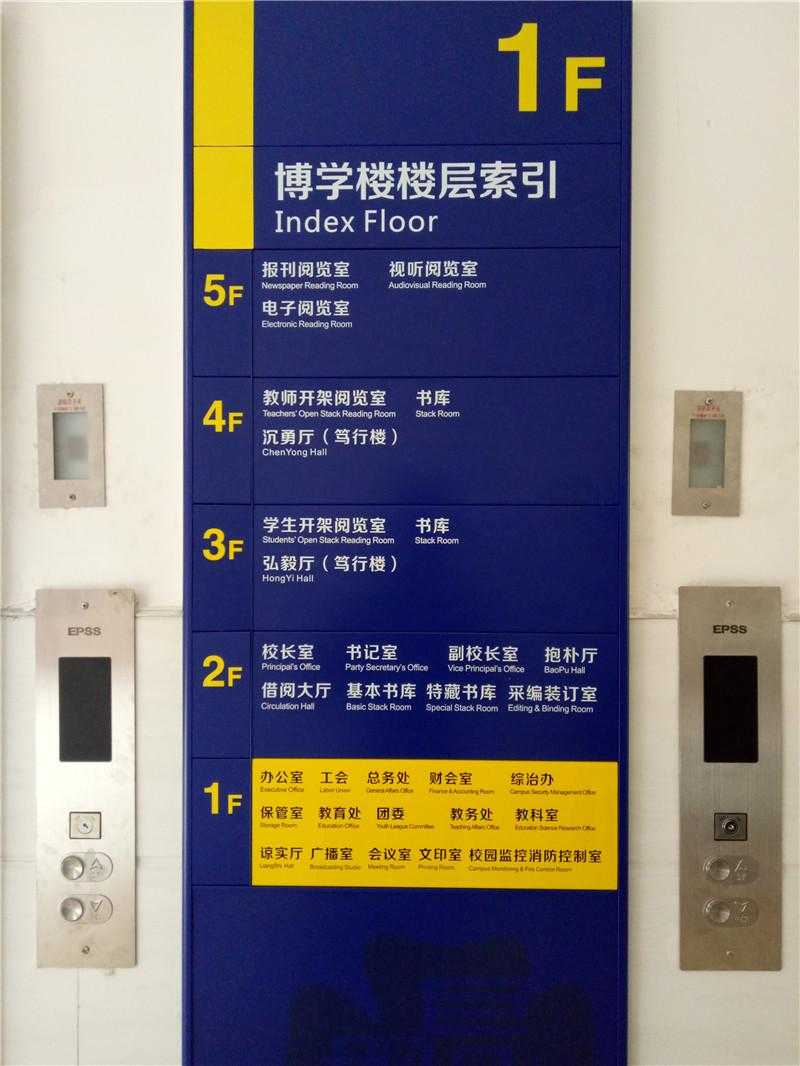 1F
博学楼楼层索引
Index Floor
5F
报刊阅览室 视听阅览室
Newspaper Reading Room Audiovisual Reading Room
电子阅览室
Electronic Reading Room
4F
教师开架阅览室 书库
Teachers' Open Stack Reading Room Stack Room
沉勇厅（笃行楼）
ChenYong Hall
3F
学生开架阅览室 书库
Students' Open Stack Reading Room Stack Room
弘毅厅（笃行楼）
HongYi Hall
2F
校长室 书记室 副校长室 抱朴厅
Principal's Office Party Secretary's Office Vice Principal's Office BaoPu Hall
借阅大厅 基本书库 特藏书库 采编装订室
Circulation Hall Basic Stack Room Special Stack Room Editing & Binding Room
1F
办公室 工会 总务处 财会室 综治办
Executive Office Labor Union General Affairs Office Finance & Accounting Room Campus Security Management Office
保管室 教育处 团委 教务处 教科室
Storage Room Education Office Youth League Committee Teaching Affairs Office Education Science Research Office
谅实厅 广播室 会议室 文印室 校园监控消防控制室
LiangShi Hall Broadcasting Studio Meeting Room Printing Room Campus Monitoring & Fire Control Room
EPSS
EPSS